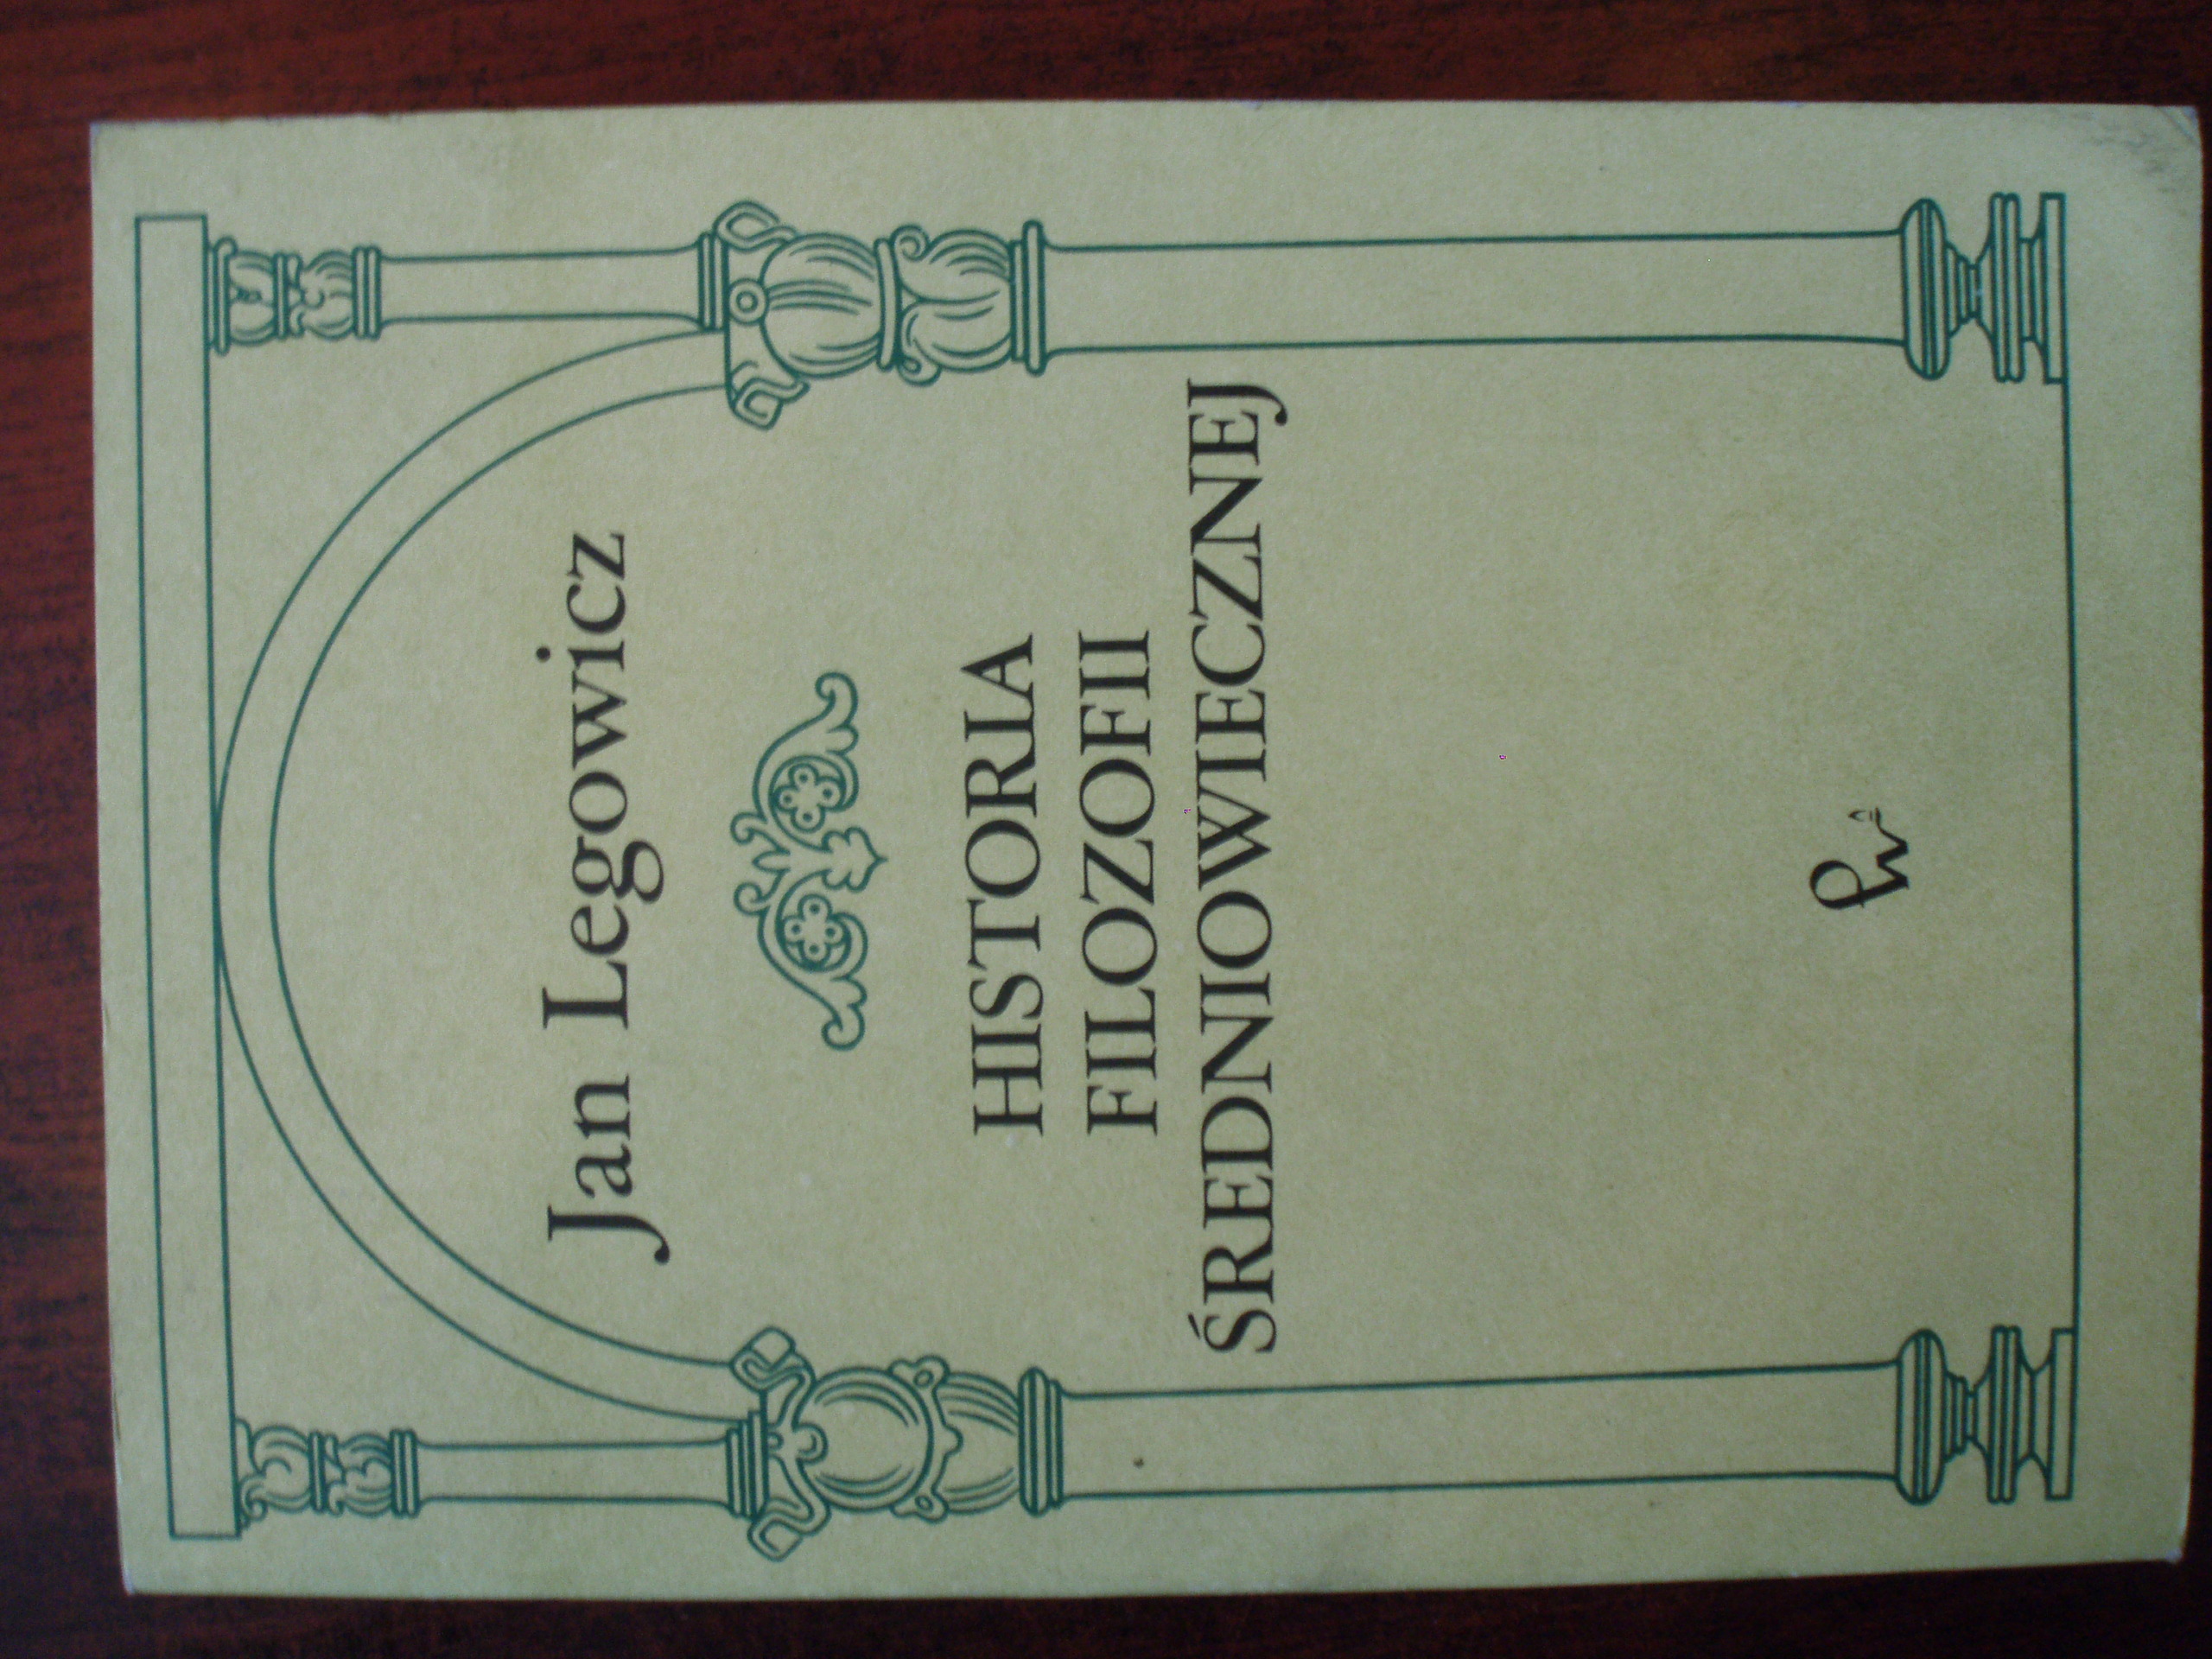 Jan Legowicz
HISTORIA
FILOZOFII
ŚREDNIOWIECZNEJ